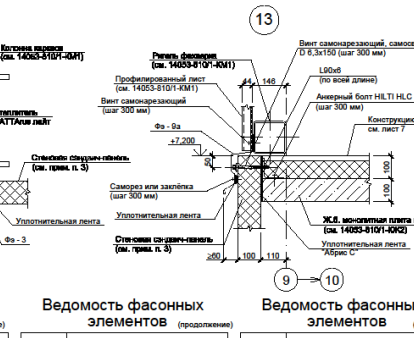 13
Колонна каркаса
(см. 14053-810/1-КМ1)
Ригель фахверка
(см. 14053-810/1-КМ1)
Винт самонарезающий,
D 6,3х150 (шаг 300 мм)
44
146
Профилированный лист
(см. 14053-810/1-КМ1)
L90х6
(по всей длине)
Винт самонарезающий
(шаг 300 мм)
Анкерный болт HILTI HLC
(шаг 300 мм)
лайт
Фэ - 9а
см. лист 7
+7,200
50
100
100
Стеновая сэндвич-панель
(см. прим. п. 3)
Саморез или заклёпка
(шаг 300 мм)
Уплотнительная лента
Уплотнительная лента
Ж.б. монолитная плита
(см. 14053-810/1-КЖ2)
Фэ - 3
Стеновая сэндвич-панель
(см. прим. п. 3)
Уплотнительная лента
"Абрис С"
≥60
100
110
9
10
Ведомость фасонных
элементов (продолжение)
Ведомость
элементов (продолжение)